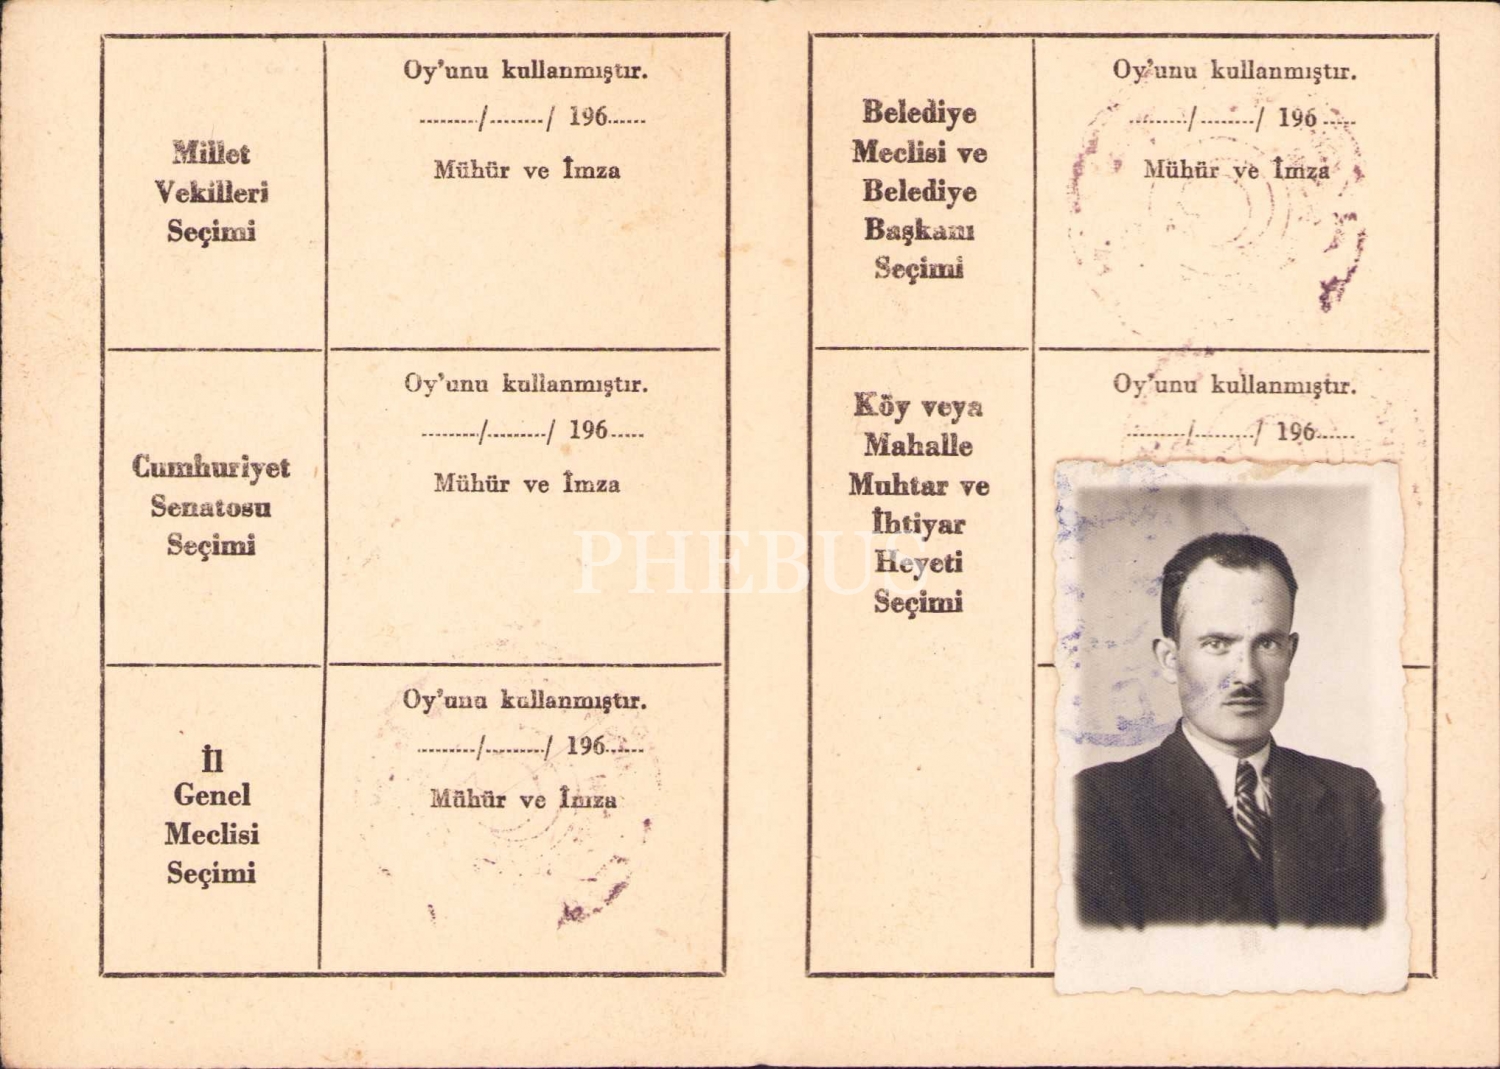 Millet
Vekilleri
Seçimi
Oy'unu kullanmıştır.
......../......../ 196......
Mühür ve İmza
Cumhuriyet
Senatosu
Seçimi
Oy'unu kullanmıştır.
......../......../ 196.....
Mühür ve İmza
İl
Genel
Meclisi
Seçimi
Oy'unu kullanmıştır.
......../......../ 196......
Mühür ve İmza
Belediye
Meclisi ve
Belediye
Başkanı
Seçimi
Oy'unu kullanmıştır.
......../......../ 196.....
Mühür ve İmza
Köy veya
Mahalle
Muhtar ve
İhtiyar
Heyeti
Seçimi
Oy'unu kullanmıştır.
......../......../ 196......
PHEBUS